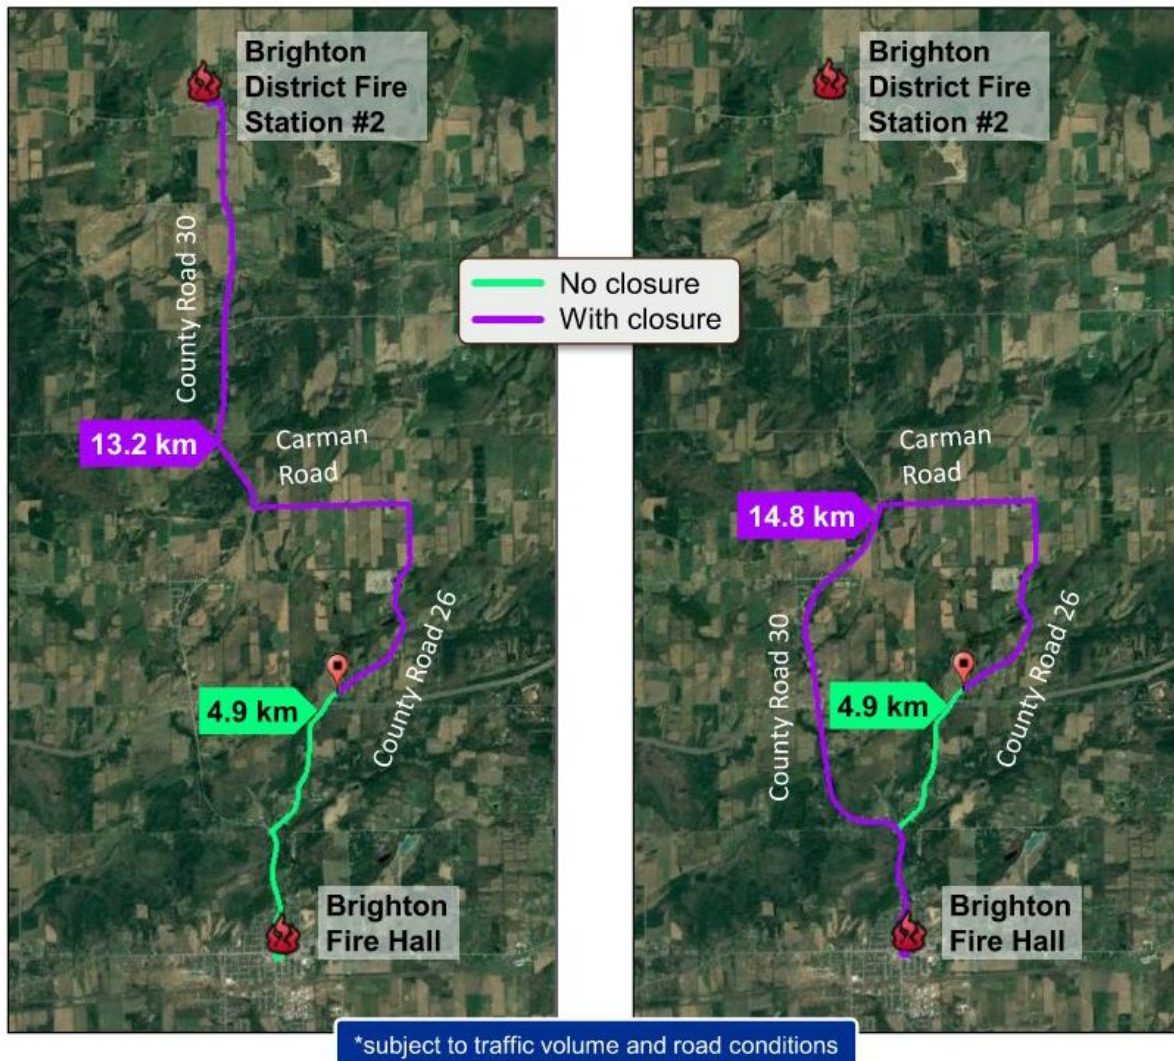 Brighton
District Fire
Station #2
County Road 30
13.2 km
Carman
Road
4.9 km
County Road 26
Brighton
Fire Hall
No closure
With closure
Brighton
District Fire
Station #2
Carman
Road
14.8 km
County Road 30
4.9 km
County Road 26
Brighton
Fire Hall
*subject to traffic volume and road conditions